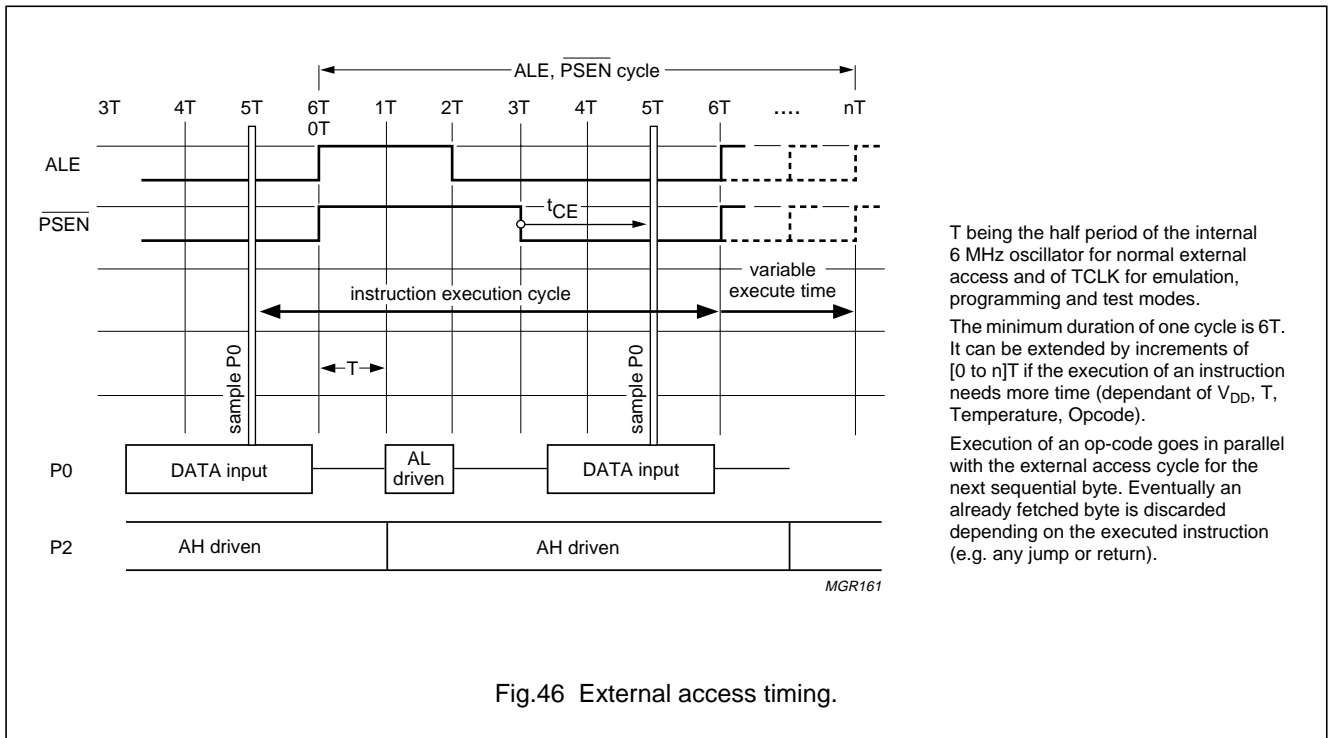 ALE, PSEN cycle
3T 4T 5T 6T 1T 2T 3T 4T 5T 6T .... nT
0T
ALE
PSEN
tCE
variable
execute time
instruction execution cycle
sample P0
T
sample P0
P0
DATA input
AL
driven
DATA input
P2
AH driven
AH driven
MGR161
T being the half period of the internal
6 MHz oscillator for normal external
access and of TCLK for emulation,
programming and test modes.
The minimum duration of one cycle is 6T.
It can be extended by increments of
[0 to n]T if the execution of an instruction
needs more time (dependant of VDD, T,
Temperature, Opcode).
Execution of an op-code goes in parallel
with the external access cycle for the
next sequential byte. Eventually an
already fetched byte is discarded
depending on the executed instruction
(e.g. any jump or return).
Fig.46 External access timing.